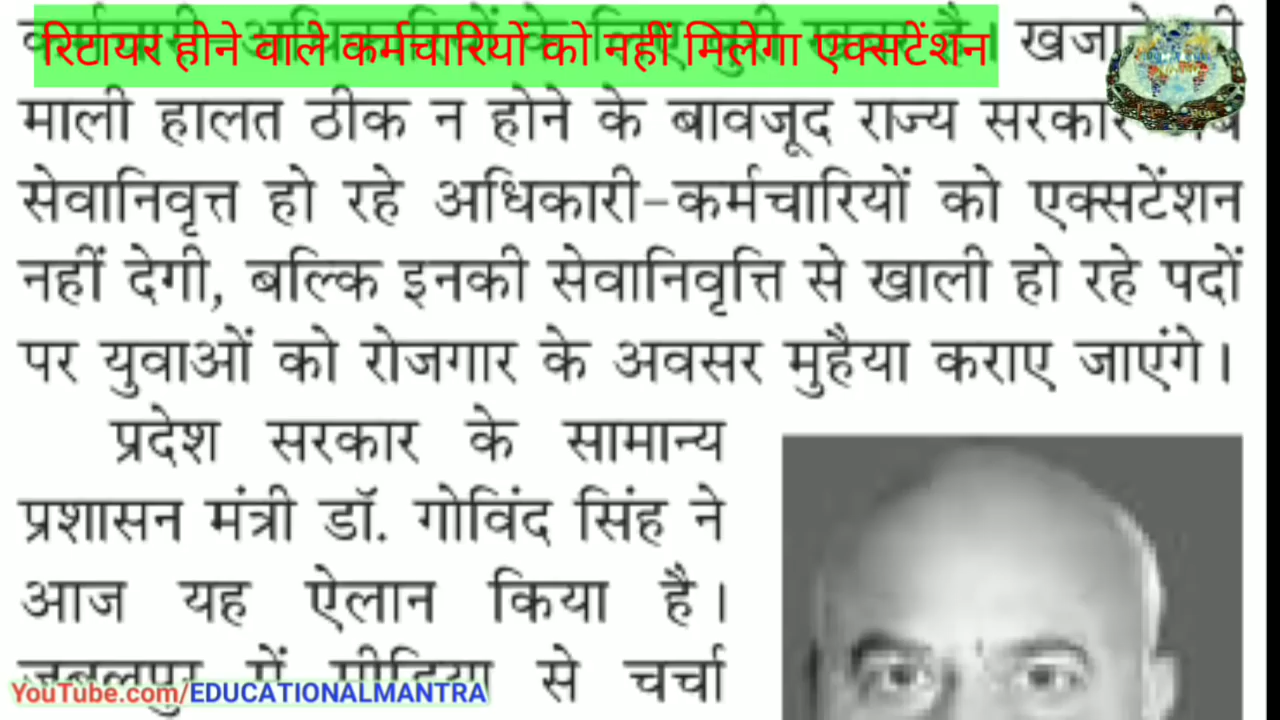 रिटायर होने वाले कर्मचारियों को नहीं मिलेगा एक्सटेंशन
माली हालत ठीक न होने के बावजूद राज्य सरकार
सेवानिवृत्त हो रहे अधिकारी-कर्मचारियों को एक्सटेंशन
नहीं देगी, बल्कि इनकी सेवानिवृत्ति से खाली हो रहे पदों
पर युवाओं को रोजगार के अवसर मुहैया कराए जाएंगे।
प्रदेश सरकार के सामान्य
प्रशासन मंत्री डॉ. गोविंद सिंह ने
आज यह ऐलान किया है।
जबलपुर में मीडिया से चर्चा
YouTube.com/EDUCATIONALMANTRA